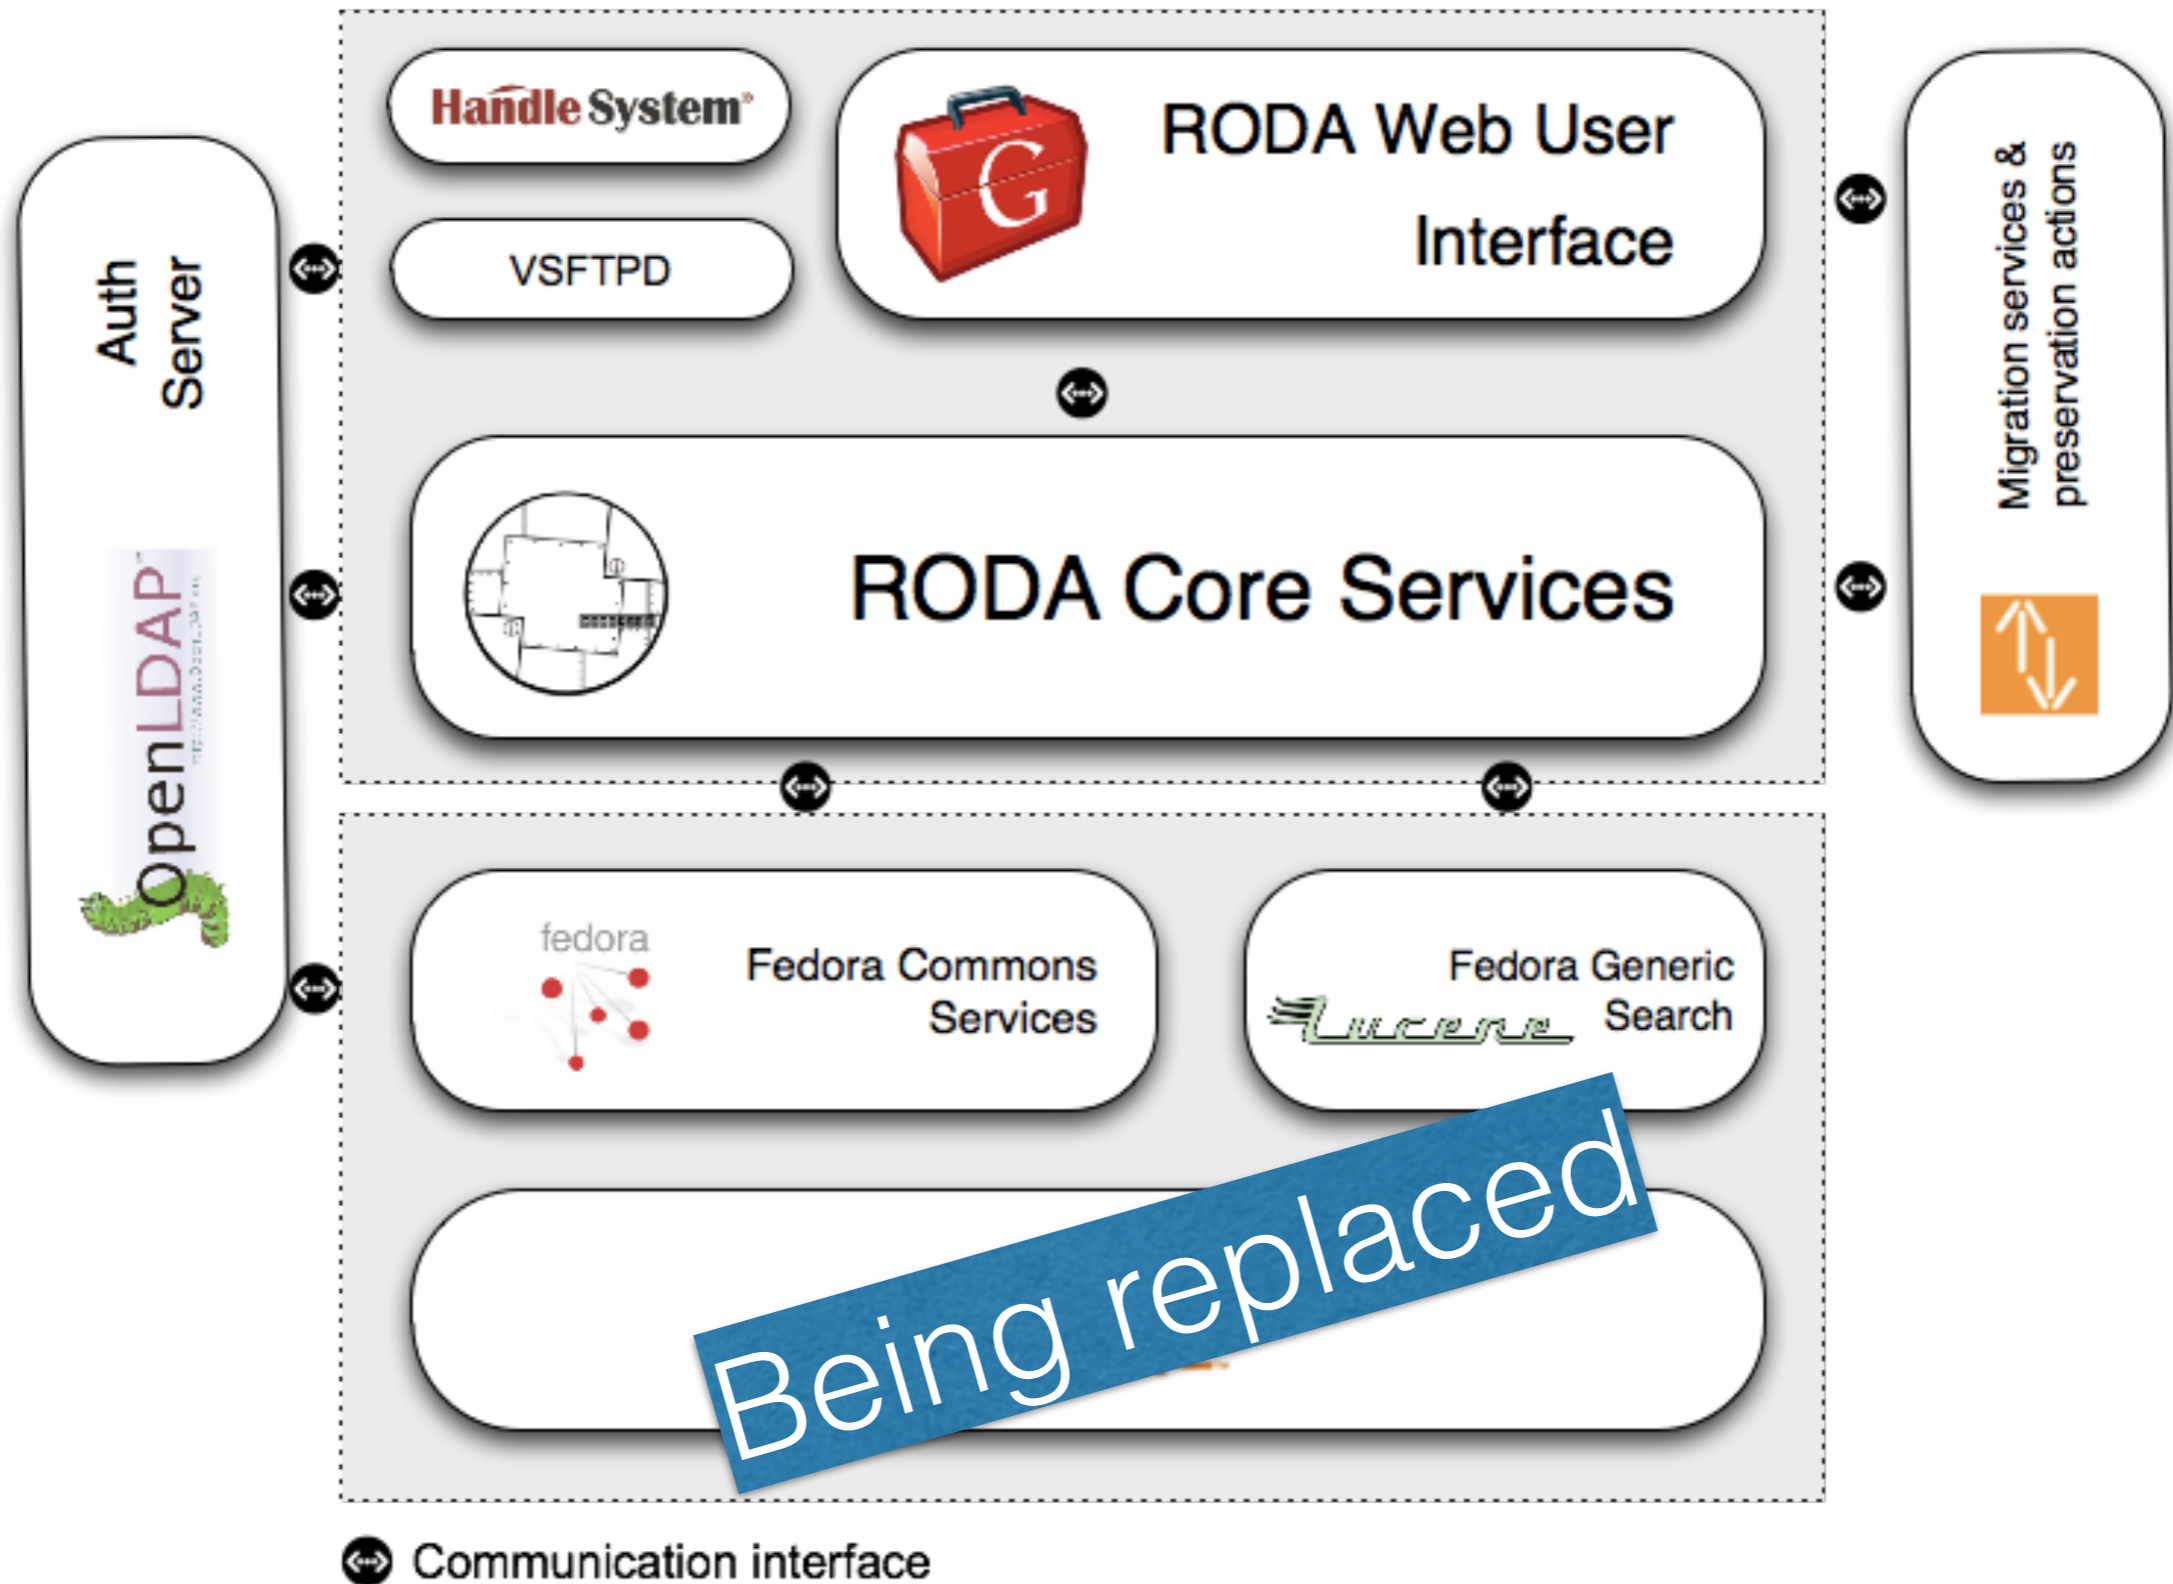 Handle System®
VSFTPD
RODA Web User
Interface
Auth
Server
OpenLDAP
Migration services &
preservation actions
RODA Core Services
fedora
Fedora Commons
Services
Fedora Generic
Search
Lucene
Being replaced
Communication interface
G